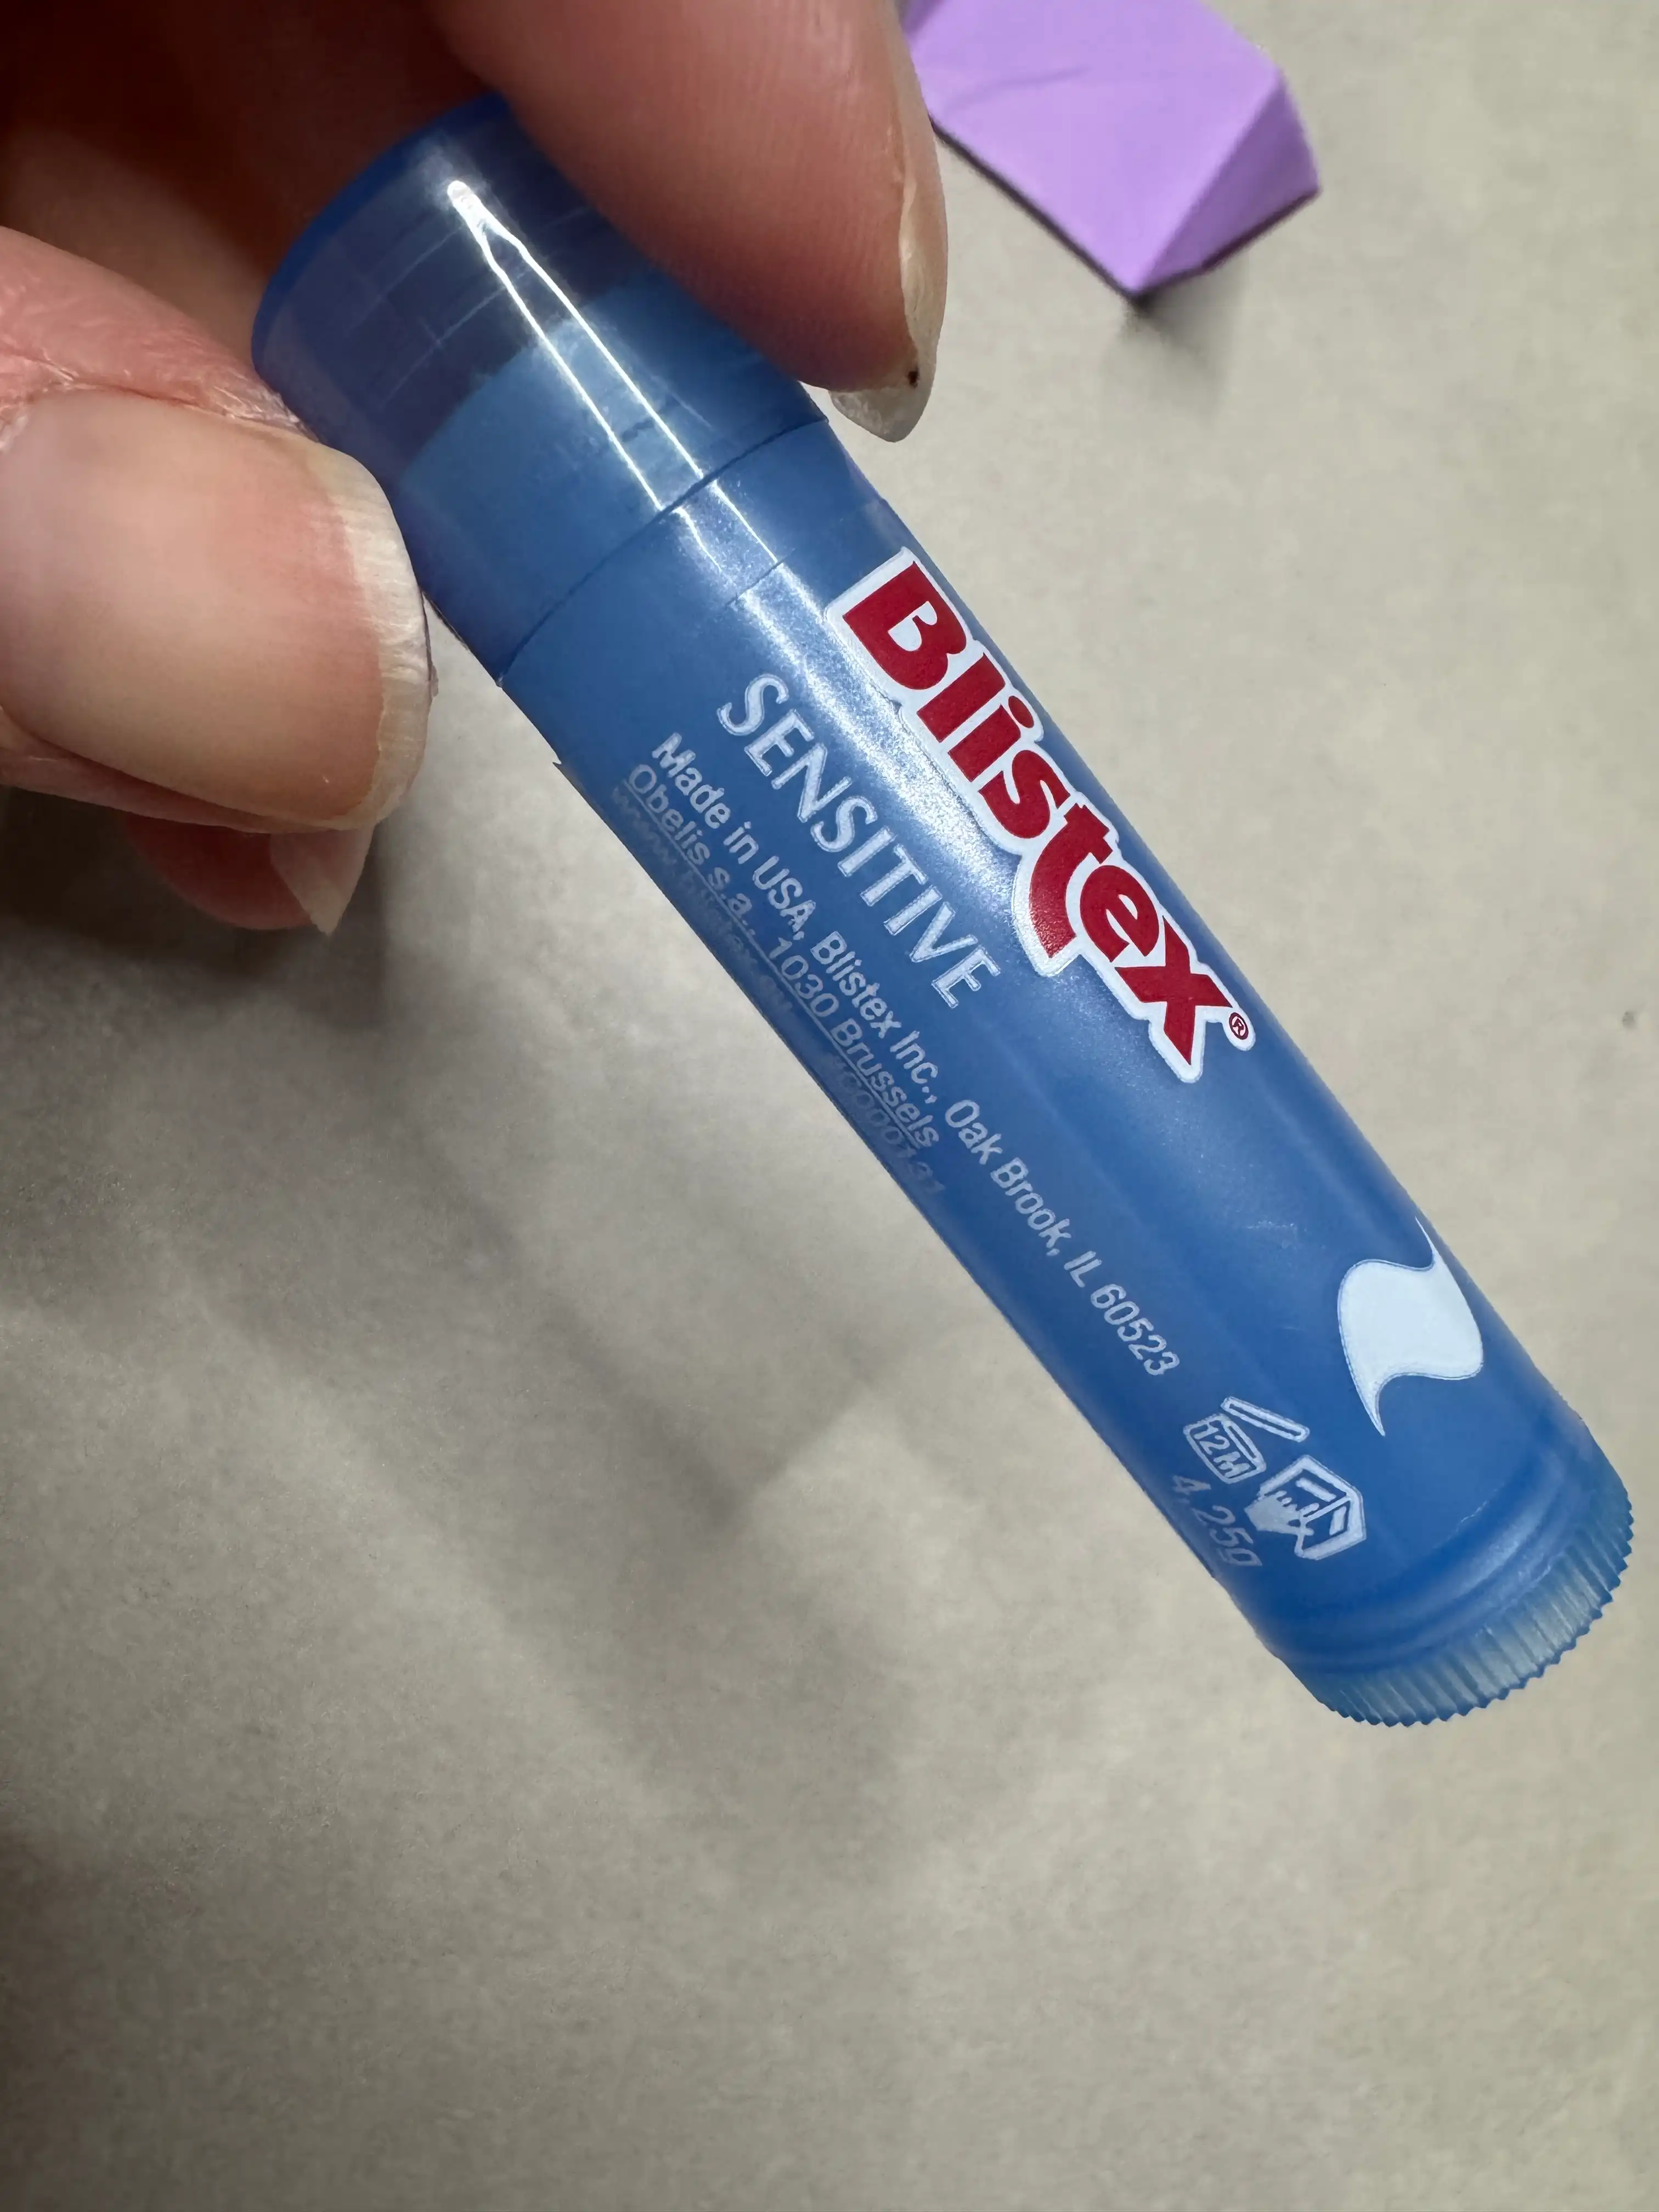 Blistex®
SENSITIVE
Made in USA, Blistex Inc., Oak Brook, IL 60523
Obelis s.a., 1030 Brussels
12M
4,25g